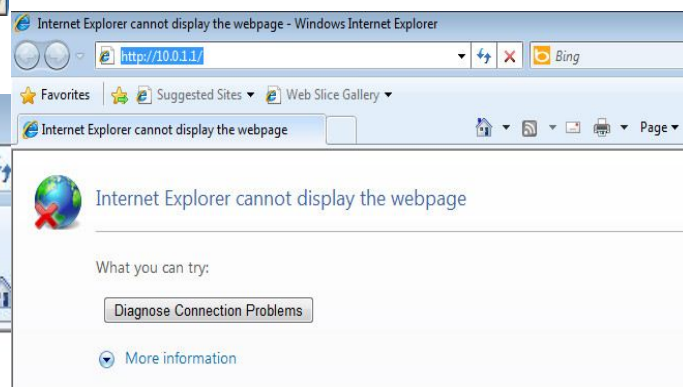 Internet Explorer cannot display the webpage - Windows Internet Explorer
http://10.0.1.1/
Bing
Favorites Suggested Sites Web Slice Gallery
Internet Explorer cannot display the webpage Page
Internet Explorer cannot display the webpage
What you can try:
Diagnose Connection Problems
More information